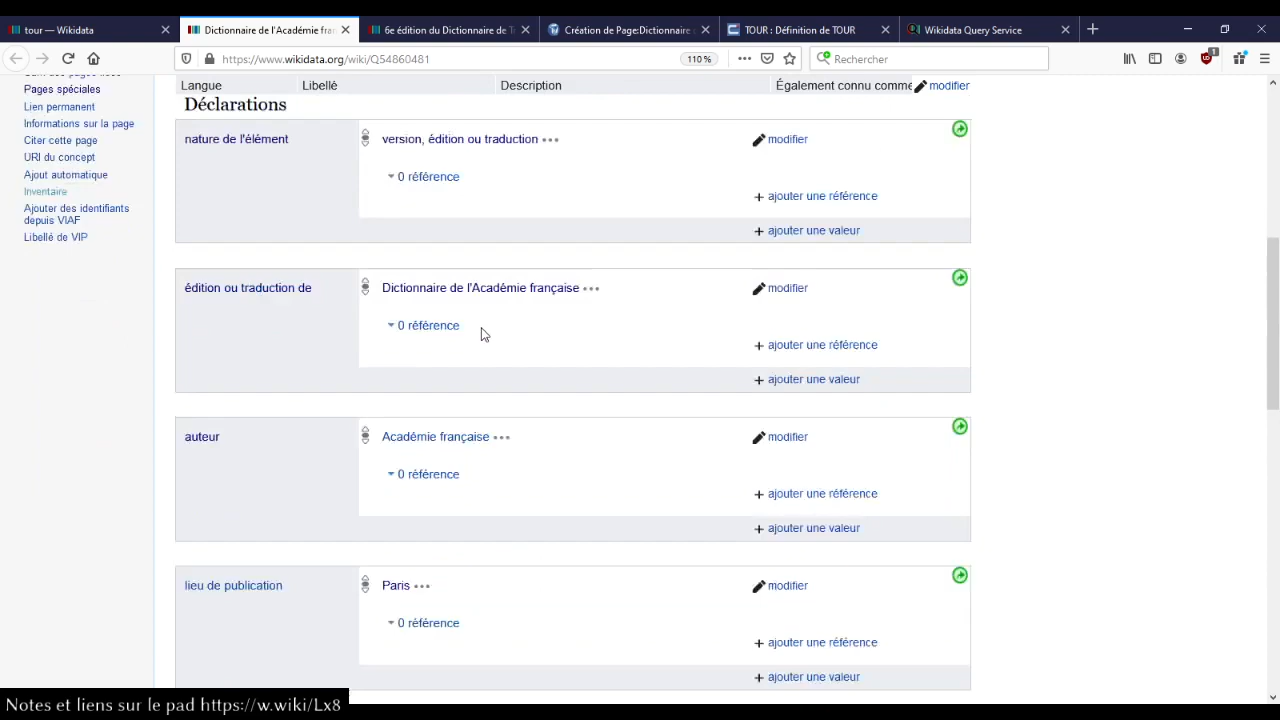 tour — Wikidata
Dictionnaire de l'Académie fran
6e édition du Dictionnaire de
Création de Page:Dictionnaire
TOUR : Définition de TOUR
Wikidata Query Service
https://www.wikidata.org/wiki/Q54860481
110 %
Rechercher
1
Pages spéciales
Lien permanent
Informations sur la page
Citer cette page
URI du concept
Ajout automatique
Inventaire
Ajouter des identifiants
depuis VIAF
Libellé de VIP
Langue Libellé Description Également connu comme modifier
Déclarations
nature de l'élément
version, édition ou traduction
modifier
0 référence
+ ajouter une référence
+ ajouter une valeur
édition ou traduction de
Dictionnaire de l'Académie française
modifier
0 référence
+ ajouter une référence
+ ajouter une valeur
auteur
Académie française
modifier
0 référence
+ ajouter une référence
+ ajouter une valeur
lieu de publication
Paris
modifier
0 référence
+ ajouter une référence
+ ajouter une valeur
Notes et liens sur le pad https://w.wiki/Lx8